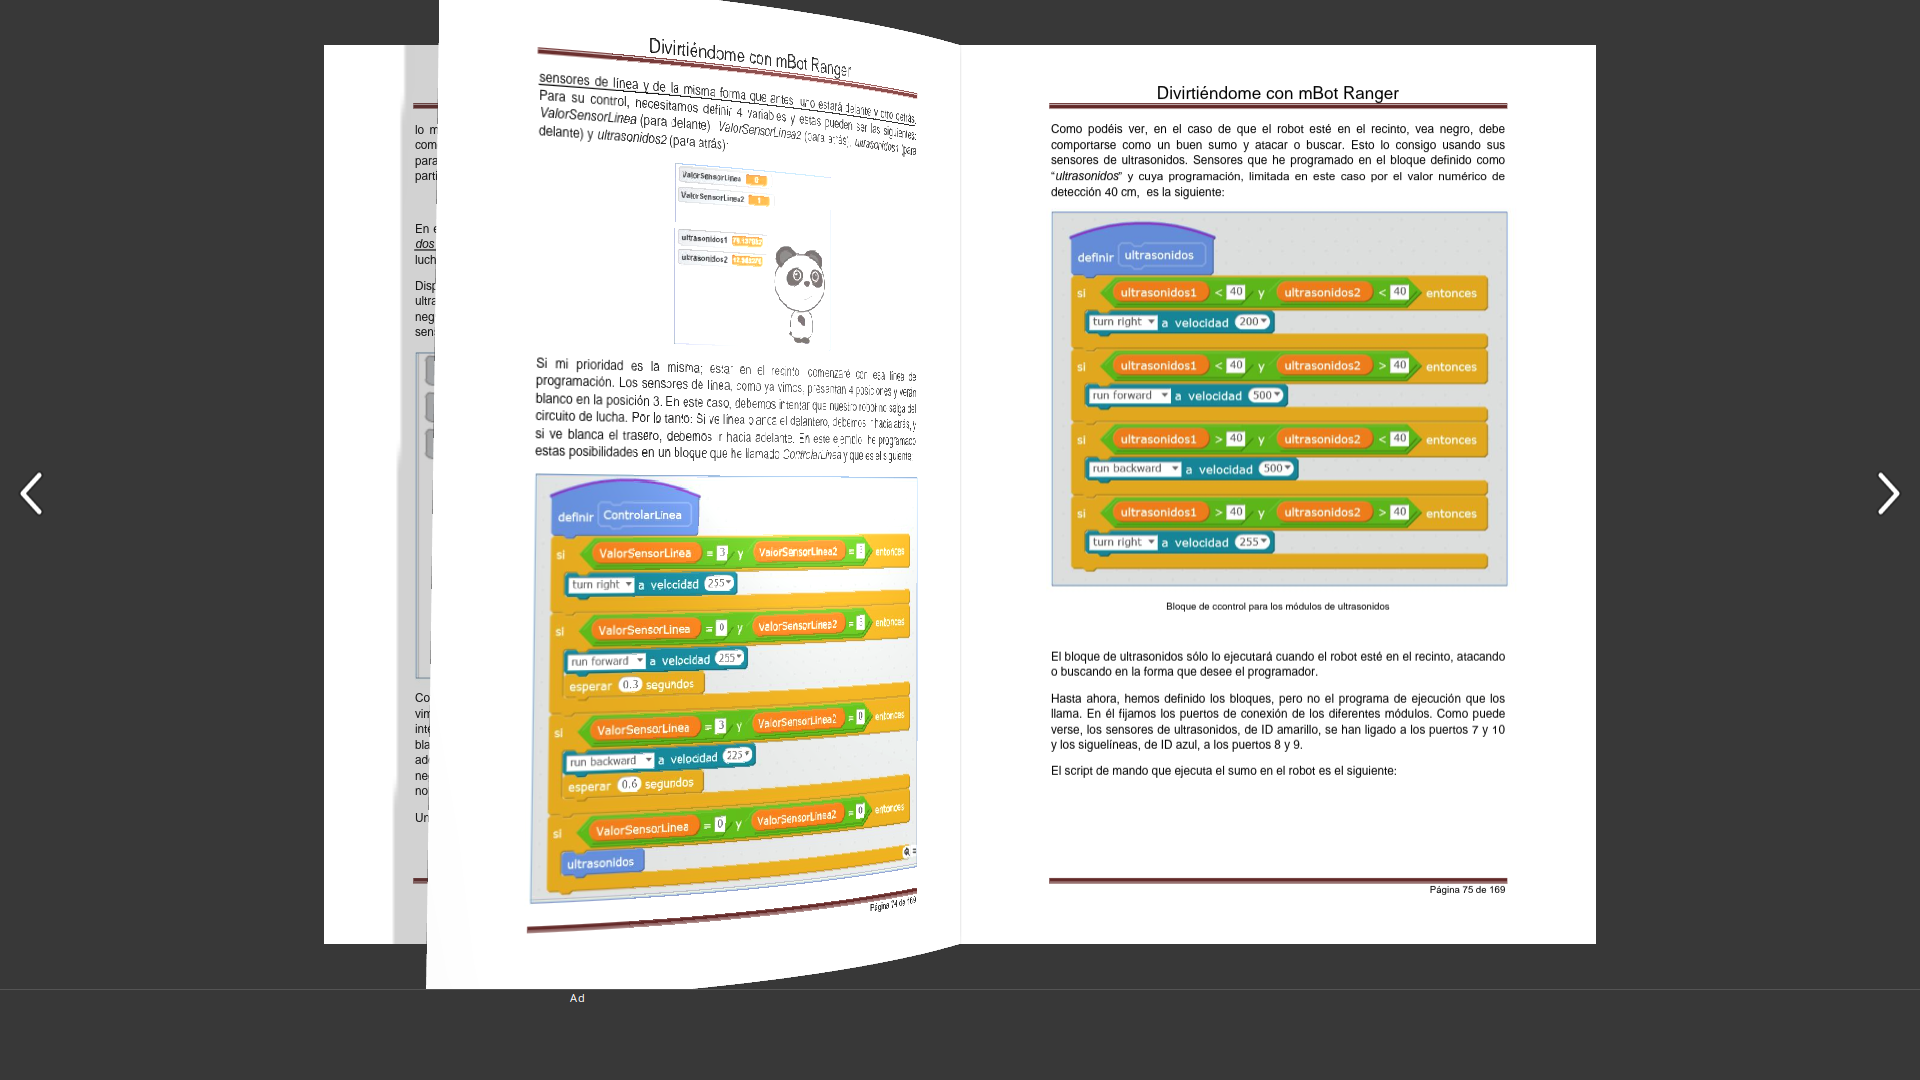 lo m
com
para
parti
En e
dos
luch
Disp
ultra
neg
sens
Co
vim
inte
bla
ade
neg
no
Un
Divirtiéndome con mBot Ranger
sensores de línea y de la misma forma que antes, uno estará delante y otro detrás.
Para su control, necesitamos definir 4 variables y estas pueden ser las siguientes:
ValorSensorLinea (para delante) ValorSensorLinea2 (para atrás), ultrasonidos1 (para
delante) y ultrasonidos2 (para atrás):
ValorSensorLinea 0
ValorSensorLinea2 1
ultrasonidos1
ultrasonidos2
Si mi prioridad es la misma; estar en el recinto comenzaré con esa línea de
programación. Los sensores de línea, como ya vimos, presentan 4 posiciones y verán
blanco en la posición 3. En este caso, debemos intentar que nuestro robot no salga del
circuito de lucha. Por lo tanto: Si ve línea blanca el delantero, debemos ir hacia atrás, y
si ve blanca el trasero, debemos ir hacia adelante. En este ejemplo he programado
estas posibilidades en un bloque que he llamado ControlarLinea y que es el siguiente:
definir ControlarLinea
si ValorSensorLinea = 3 y ValorSensorLinea2 = entonces
turn right a velocidad 255
si ValorSensorLinea = 0 y ValorSensorLinea2 = entonces
run forward a velocidad 255
esperar 0.3 segundos
si ValorSensorLinea = 3 y ValorSensorLinea2 = 0 entonces
run backward a velocidad 225
esperar 0.6 segundos
si ValorSensorLinea = 0 y ValorSensorLinea2 = 0 entonces
ultrasonidos
Página 74 de 169
Divirtiéndome con mBot Ranger
Como podéis ver, en el caso de que el robot esté en el recinto, vea negro, debe
comportarse como un buen sumo y atacar o buscar. Esto lo consigo usando sus
sensores de ultrasonidos. Sensores que he programado en el bloque definido como
“ultrasonidos” y cuya programación, limitada en este caso por el valor numérico de
detección 40 cm, es la siguiente:
definir ultrasonidos
si ultrasonidos1 < 40 y ultrasonidos2 < 40 entonces
turn right a velocidad 200
si ultrasonidos1 < 40 y ultrasonidos2 > 40 entonces
run forward a velocidad 500
si ultrasonidos1 > 40 y ultrasonidos2 < 40 entonces
run backward a velocidad 500
si ultrasonidos1 > 40 y ultrasonidos2 > 40 entonces
turn right a velocidad 255
Bloque de ccontrol para los módulos de ultrasonidos
El bloque de ultrasonidos sólo lo ejecutará cuando el robot esté en el recinto, atacando
o buscando en la forma que desee el programador.
Hasta ahora, hemos definido los bloques, pero no el programa de ejecución que los
llama. En él fijamos los puertos de conexión de los diferentes módulos. Como puede
verse, los sensores de ultrasonidos, de ID amarillo, se han ligado a los puertos 7 y 10
y los siguelíneas, de ID azul, a los puertos 8 y 9.
El script de mando que ejecuta el sumo en el robot es el siguiente:
Página 75 de 169
Ad